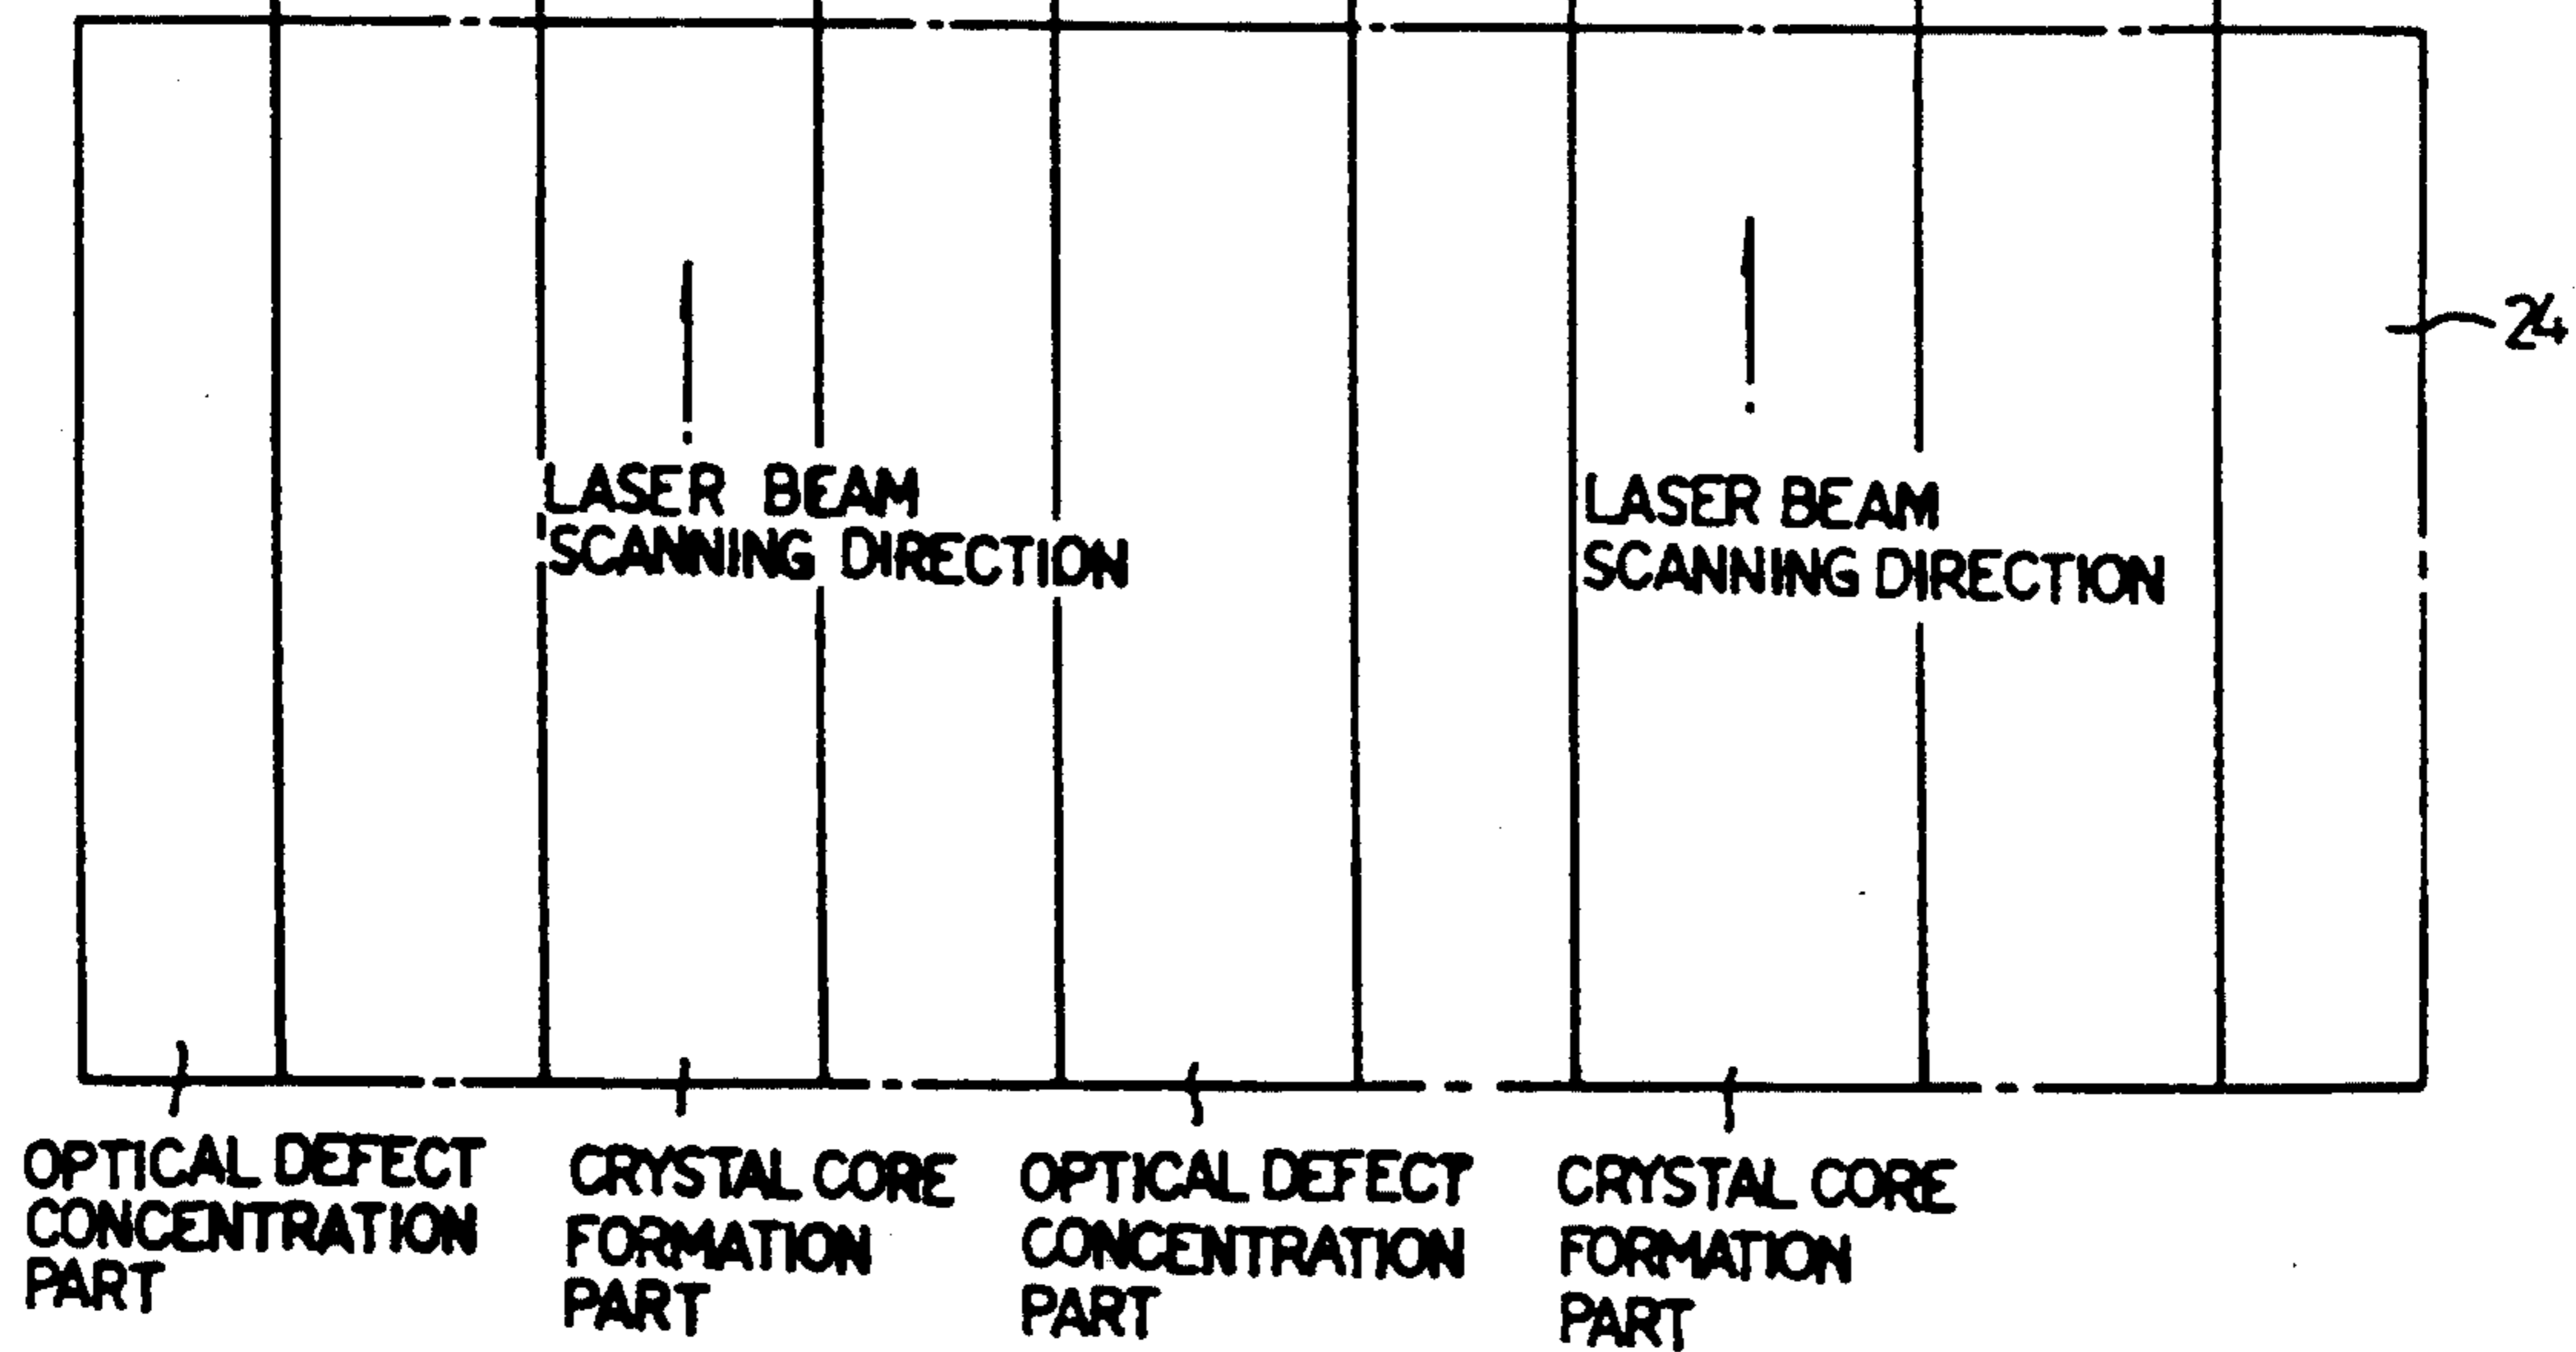 24
LASER BEAM
SCANNING DIRECTION
LASER BEAM
SCANNING DIRECTION
OPTICAL DEFECT
CONCENTRATION
PART
CRYSTAL CORE
FORMATION
PART
OPTICAL DEFECT
CONCENTRATION
PART
CRYSTAL CORE
FORMATION
PART